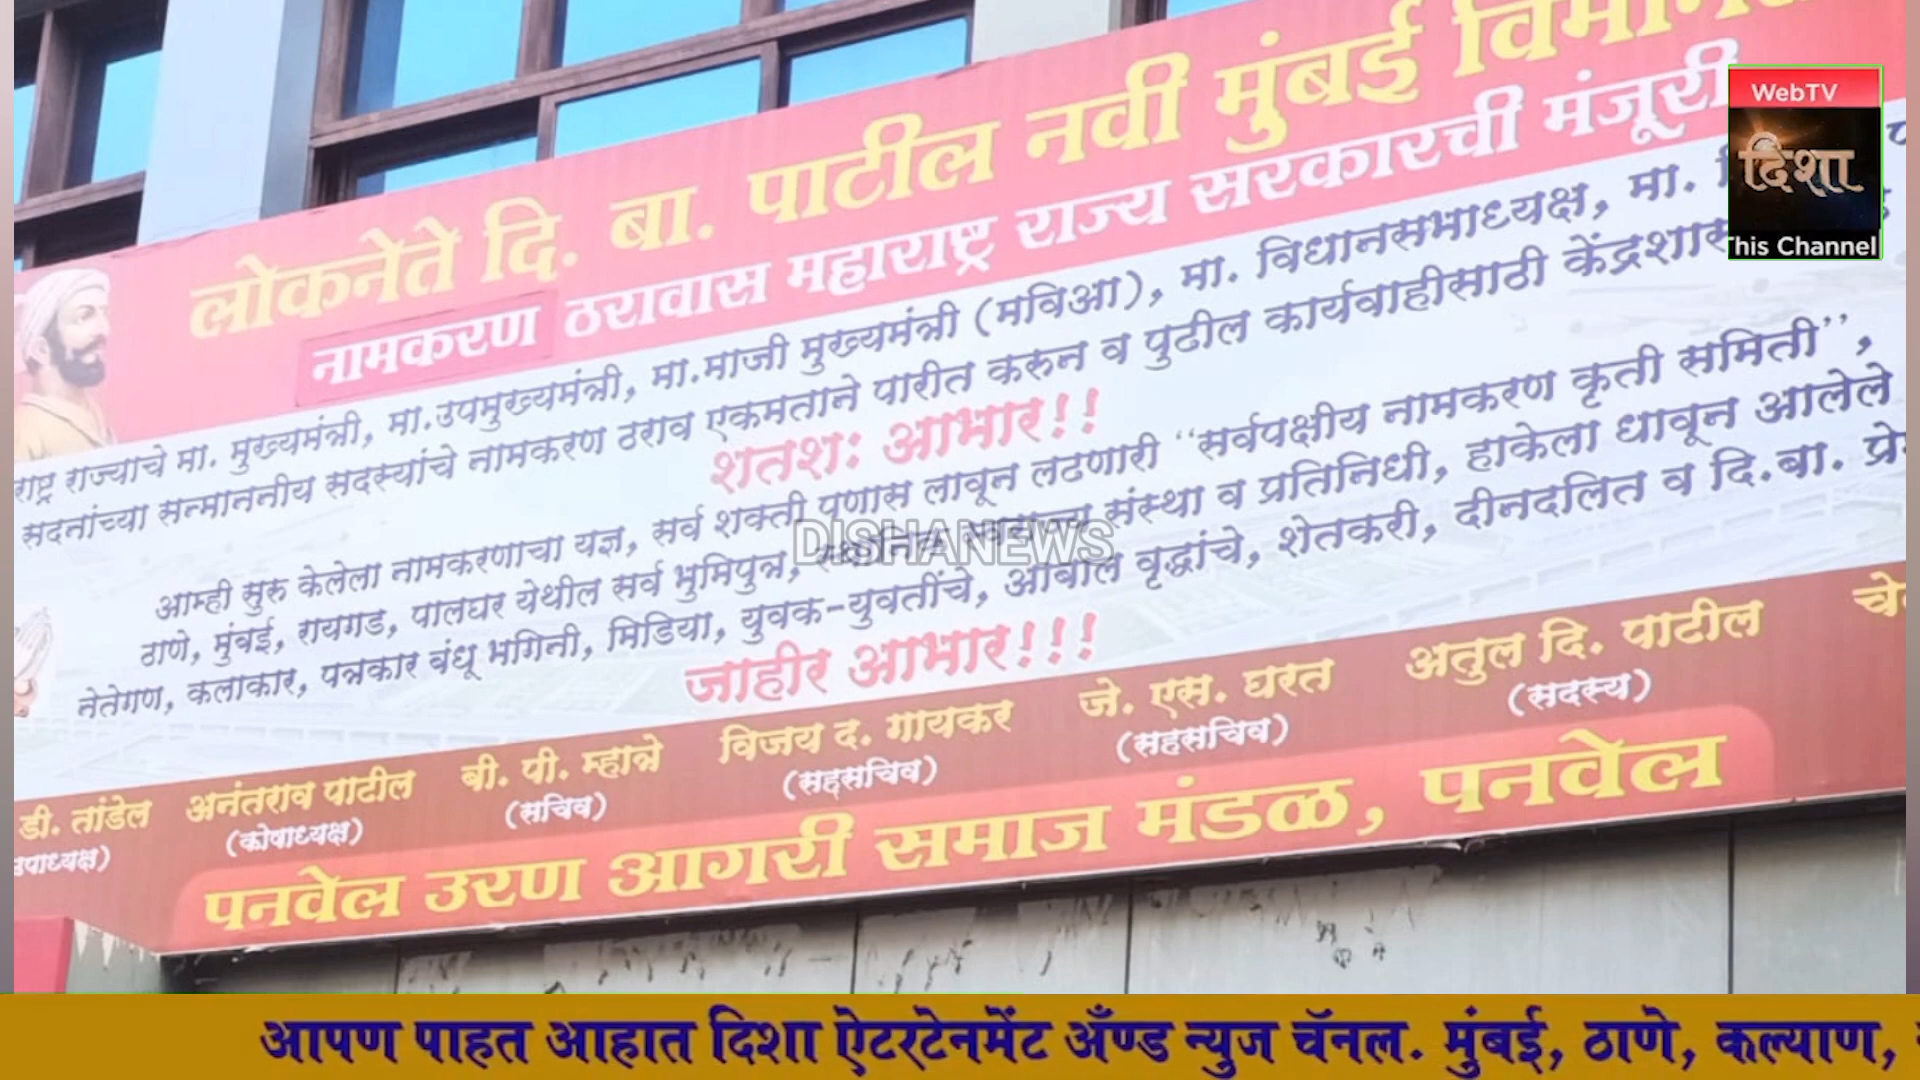 लोकनेते दि. बा. पाटील नवी मुंबई
नामकरण ठरावास महाराष्ट्र राज्य सरकारची मंजूरी
राज्याचे मा. मुख्यमंत्री, मा.उपमुख्यमंत्री, मा.माजी मुख्यमंत्री (मविआ), मा. विधानसभाध्यक्ष, मा.
सदनांच्या सन्माननीय सदस्यांचे नामकरण ठराव एकमताने पारीत करुन व पुढील कार्यवाहीसाठी
शतशः आभार!!
आम्ही सुरु केलेला नामकरणाचा यज्ञ, सर्व शक्ती पणास लावून लढणारी “सर्वपक्षीय नामकरण कृती समिती”,
ठाणे, मुंबई, रायगड, पालघर येथील सर्व भुमिपुत्र, संस्था व प्रतिनिधी, हाकेला धावून आलेले
नेतेगण, कलाकार, पत्रकार बंधू भगिनी, मिडिया, युवक-युवतींचे, आबाल वृद्धांचे, शेतकरी, दीनदलित व दि.बा.
जाहीर आभार!!!
डी. तांडेल अनंतराव पाटील बी. पी. म्हात्रे विजय द. गायकर जे. एस. घरत अतुल दि. पाटील
(कोषाध्यक्ष) (सचिव) (सहसचिव) (सहसचिव) (सदस्य)
पनवेल उरण आगरी समाज मंडळ, पनवेल
WebTV
दिशा
This Channel
DISHANEWS
आपण पाहत आहात दिशा ऐटरटेनमेंट अँण्ड न्युज चॅनल. मुंबई, ठाणे, कल्याण,